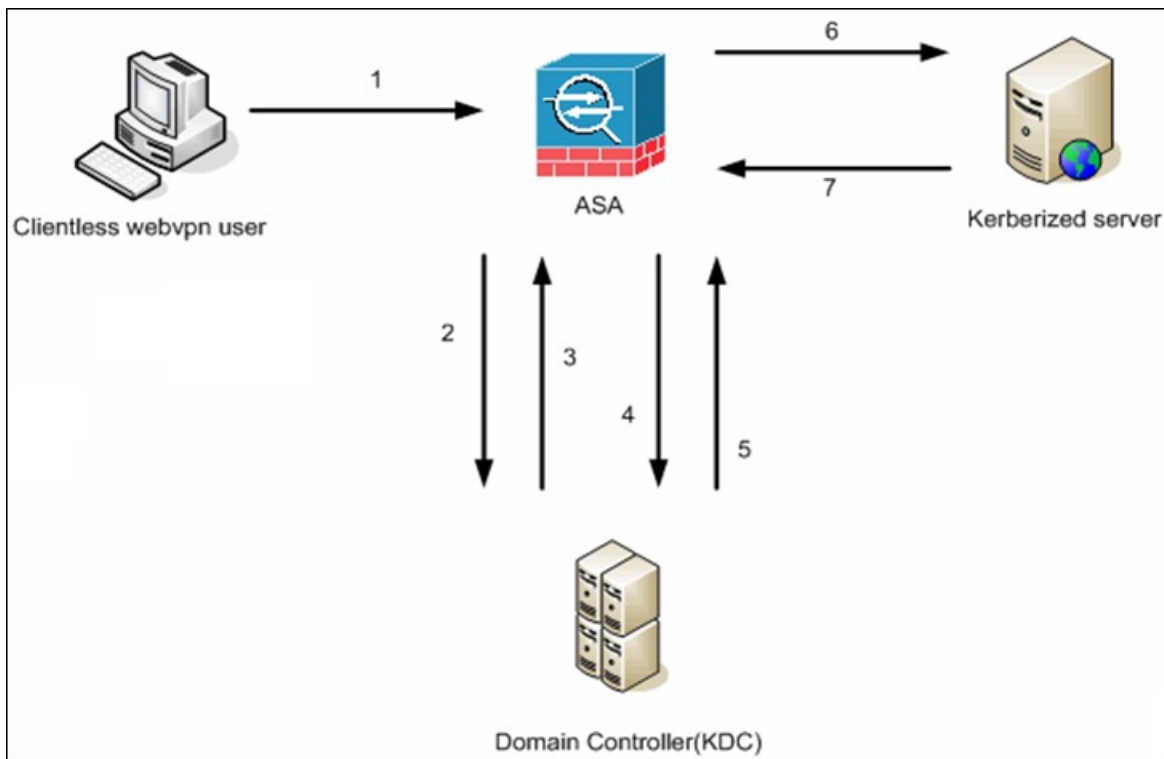 1
6
7
Clientless webvpn user
ASA
Kerberized server
2
3
4
5
Domain Controller(KDC)